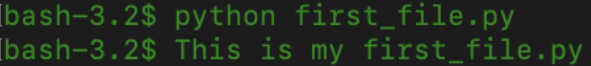 [bash-3.2$ python first_file.py
[bash-3.2$ This is my first_file.py